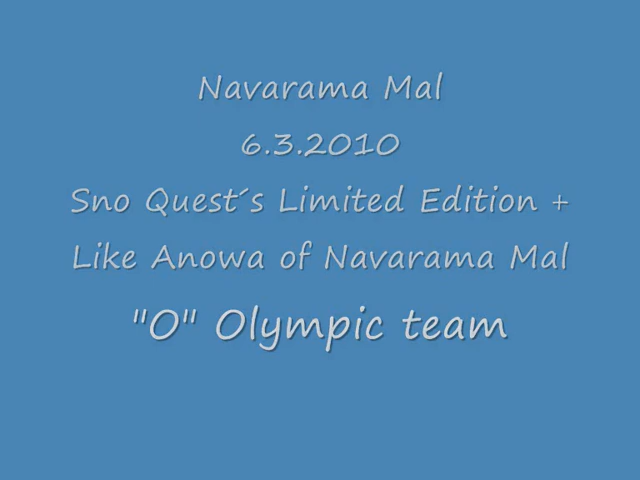 Navarama Mal
6.3.2010
Sno Quest´s Limited Edition +
Like Anowa of Navarama Mal
"O" Olympic team